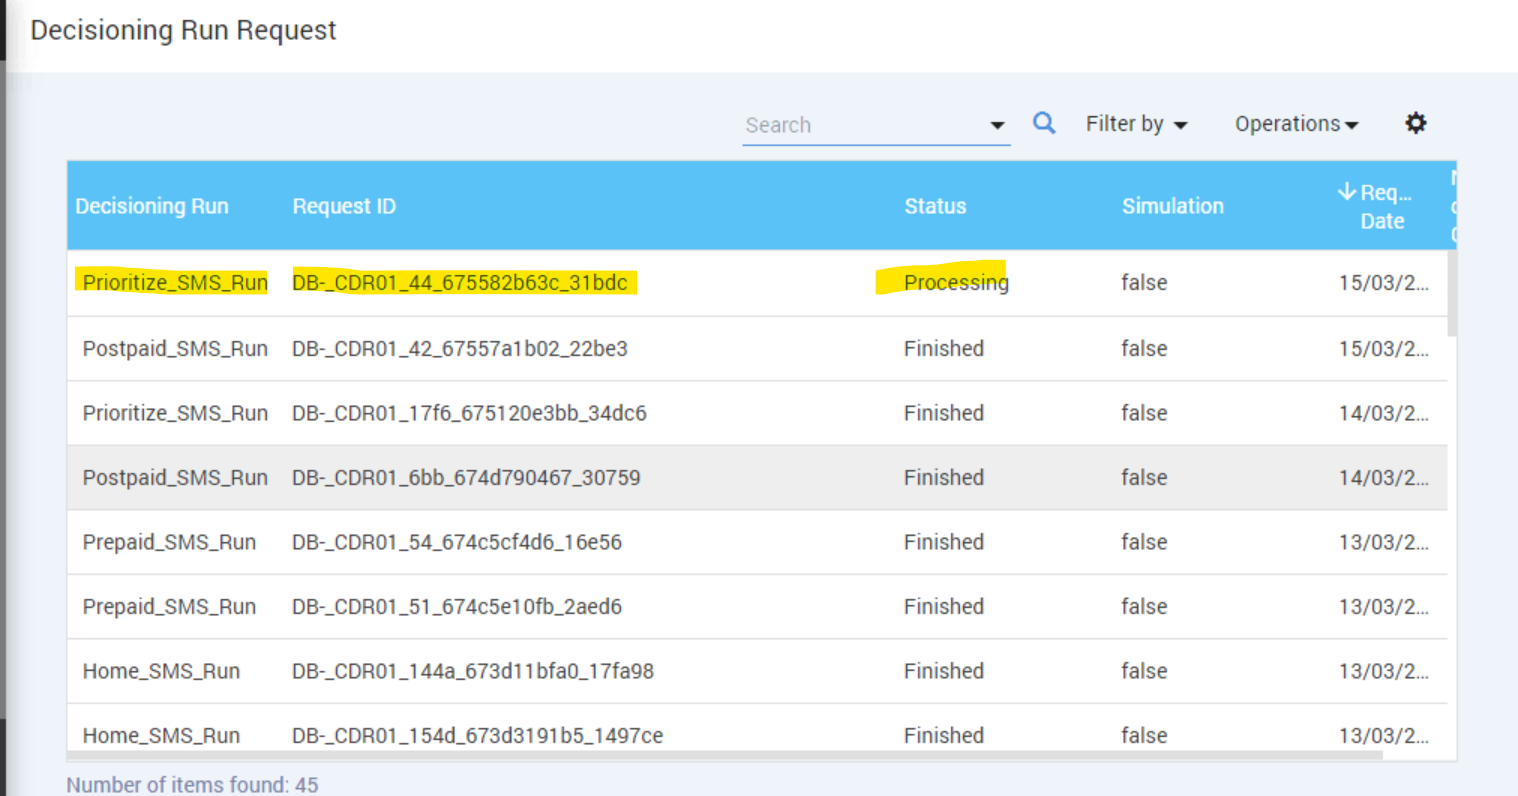 Decisioning Run Request
Search Filter by Operations
Decisioning Run Request ID Status Simulation Req... Date
Prioritize_SMS_Run DB-_CDR01_44_675582b63c_31bdc Processing false 15/03/2...
Postpaid_SMS_Run DB-_CDR01_42_67557a1b02_22be3 Finished false 15/03/2...
Prioritize_SMS_Run DB-_CDR01_17f6_675120e3bb_34dc6 Finished false 14/03/2...
Postpaid_SMS_Run DB-_CDR01_6bb_674d790467_30759 Finished false 14/03/2...
Prepaid_SMS_Run DB-_CDR01_54_674c5cf4d6_16e56 Finished false 13/03/2...
Prepaid_SMS_Run DB-_CDR01_51_674c5e10fb_2aed6 Finished false 13/03/2...
Home_SMS_Run DB-_CDR01_144a_673d11bfa0_17fa98 Finished false 13/03/2...
Home_SMS_Run DB-_CDR01_154d_673d3191b5_1497ce Finished false 13/03/2...
Number of items found: 45